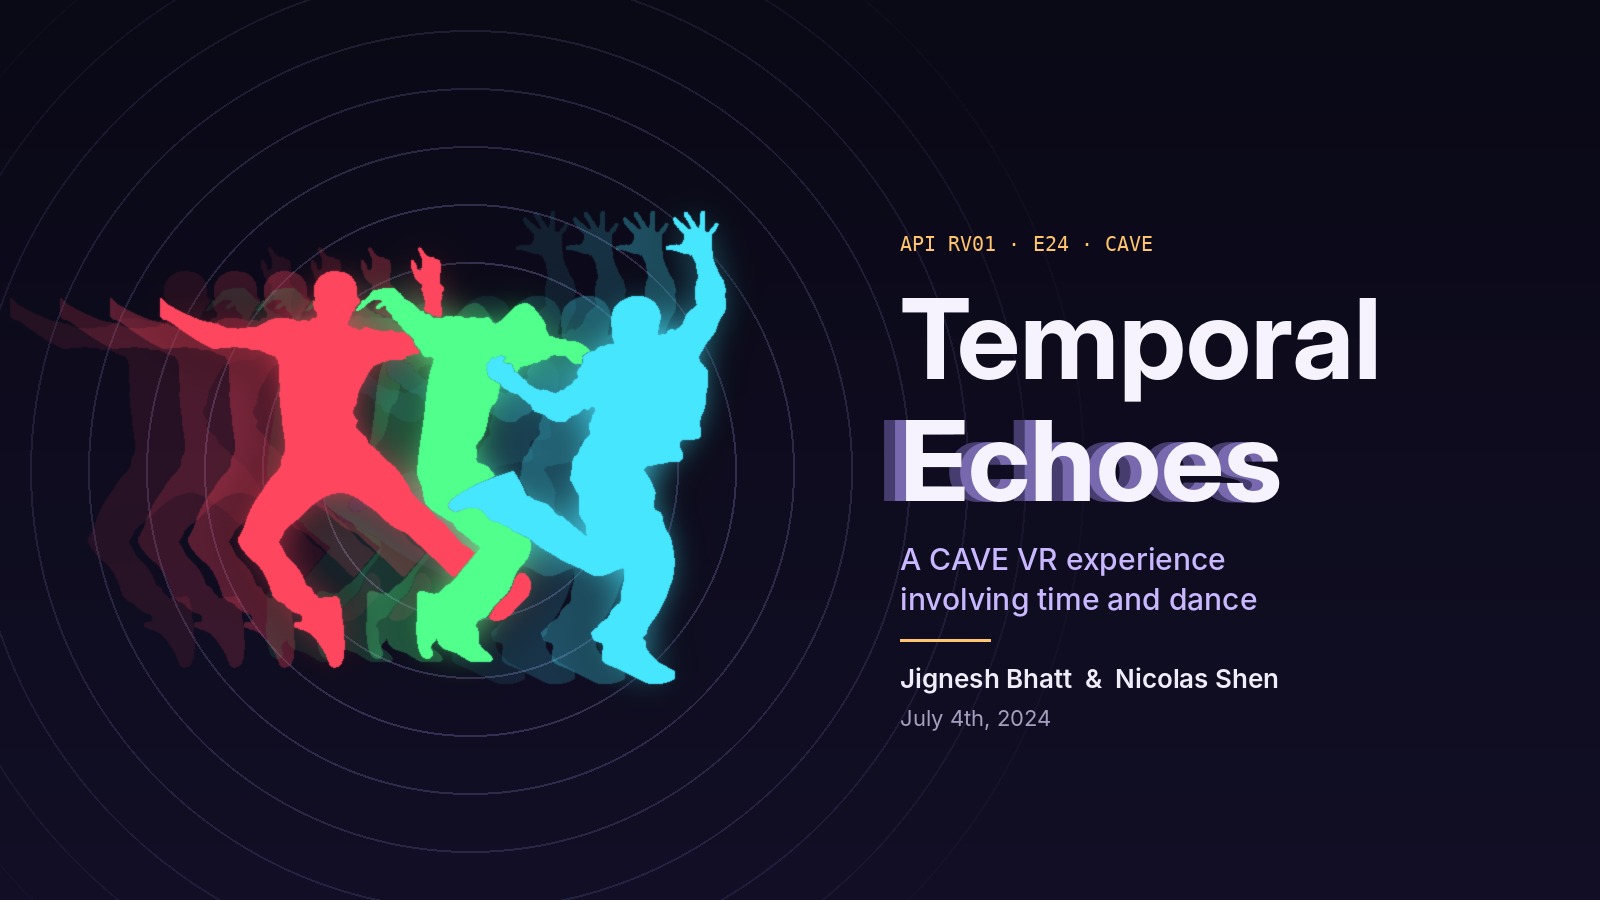 API RV01 · E24 · CAVE
Temporal
Echoes
A CAVE VR experience
involving time and dance
Jignesh Bhatt & Nicolas Shen
July 4th, 2024